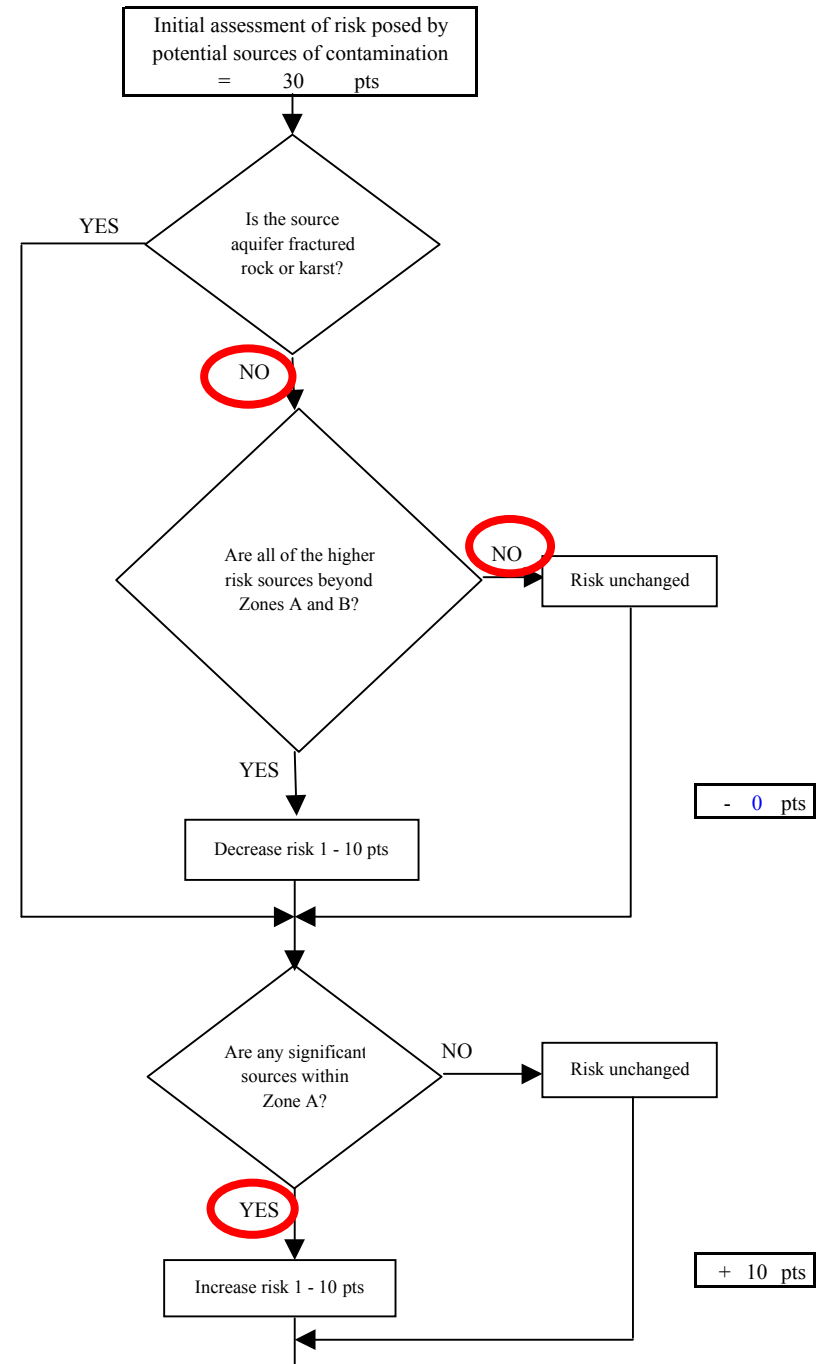 Initial assessment of risk posed by
potential sources of contamination
= 30 pts
Is the source
aquifer fractured
rock or karst?
YES
NO
Are all of the higher
risk sources beyond
Zones A and B?
NO
Risk unchanged
YES
- 0 pts
Decrease risk 1 - 10 pts
Are any significant
sources within
Zone A?
NO
Risk unchanged
YES
Increase risk 1 - 10 pts
+ 10 pts